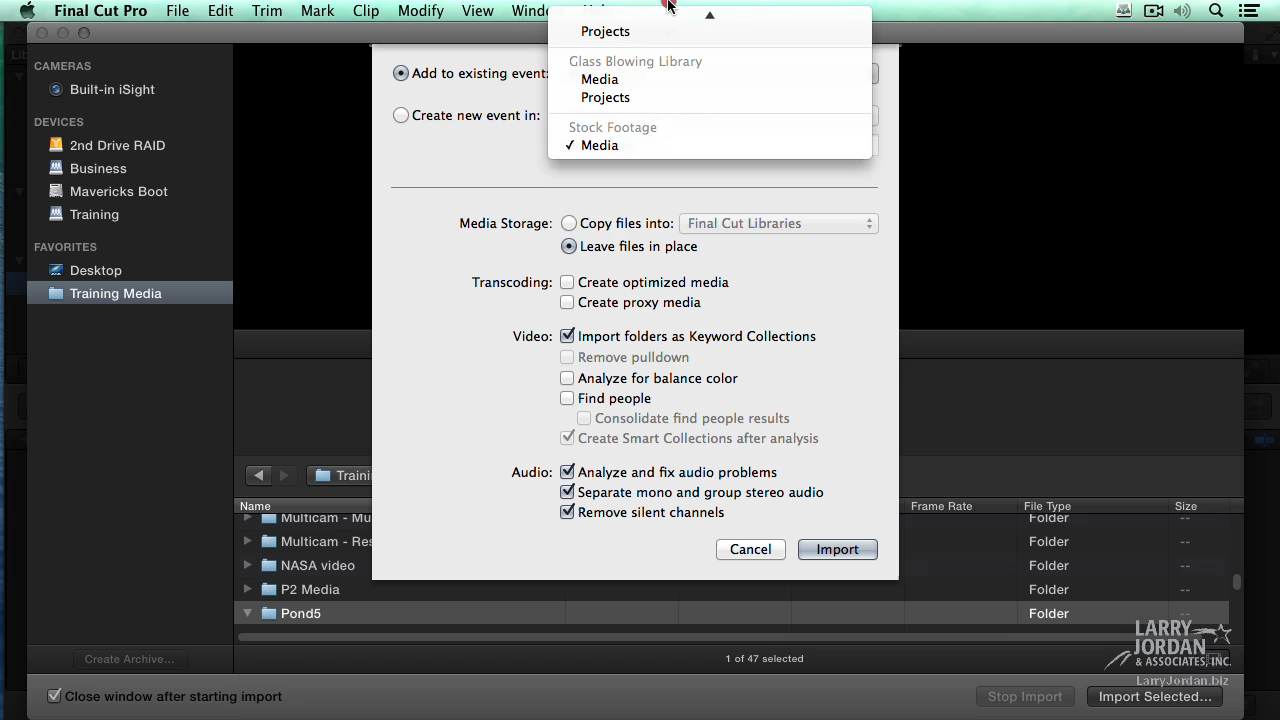 Final Cut Pro File Edit Trim Mark Clip Modify View
Projects
Glass Blowing Library
Media
Projects
Stock Footage
✓ Media
CAMERAS
Built-in iSight
DEVICES
2nd Drive RAID
Business
Mavericks Boot
Training
FAVORITES
Desktop
Training Media
Add to existing event:
Create new event in:
Media Storage: Copy files into: Final Cut Libraries
Leave files in place
Transcoding: Create optimized media
Create proxy media
Video: Import folders as Keyword Collections
Remove pulldown
Analyze for balance color
Find people
Consolidate find people results
Create Smart Collections after analysis
Audio: Analyze and fix audio problems
Separate mono and group stereo audio
Remove silent channels
Cancel Import
Name Frame Rate File Type Size
Multicam - Folder --
Multicam - Folder --
NASA video Folder --
P2 Media Folder --
Pond5 Folder --
Create Archive...
1 of 47 selected
Close window after starting import
Stop Import Import Selected...
LARRY
JORDAN
& ASSOCIATES, INC.
LarryJordan.biz